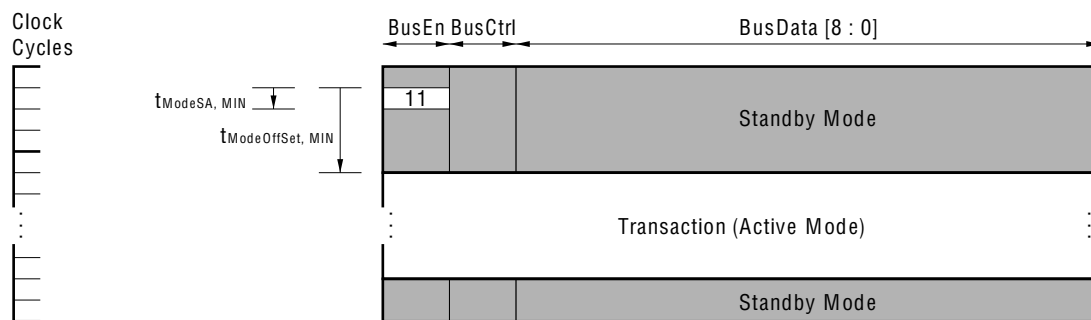 Clock
Cycles
BusEn BusCtrl BusData [8 : 0]
tModeSA, MIN
11
Standby Mode
tModeOffSet, MIN
Transaction (Active Mode)
Standby Mode